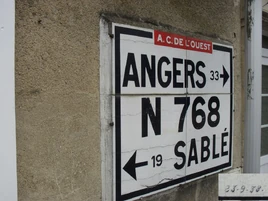 A.C. DE L'OUEST
ANGERS 33 →
N 768
← 19 SABLÉ